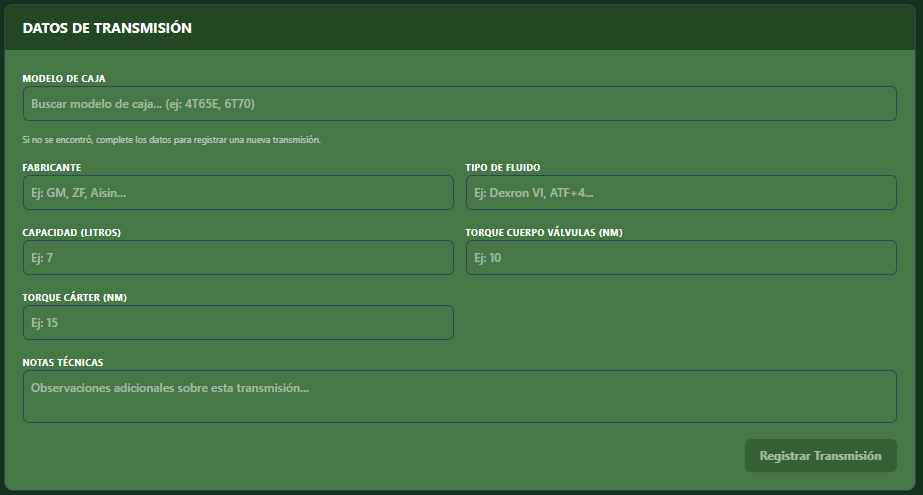 DATOS DE TRANSMISIÓN
MODELO DE CAJA
Buscar modelo de caja... (ej: 4T65E, 6T70)
Si no se encontró, complete los datos para registrar una nueva transmisión.
FABRICANTE
Ej: GM, ZF, Aisin...
TIPO DE FLUIDO
Ej: Dexron VI, ATF+4...
CAPACIDAD (LITROS)
Ej: 7
TORQUE CUERPO VÁLVULAS (NM)
Ej: 10
TORQUE CÁRTER (NM)
Ej: 15
NOTAS TÉCNICAS
Observaciones adicionales sobre esta transmisión...
Registrar Transmisión